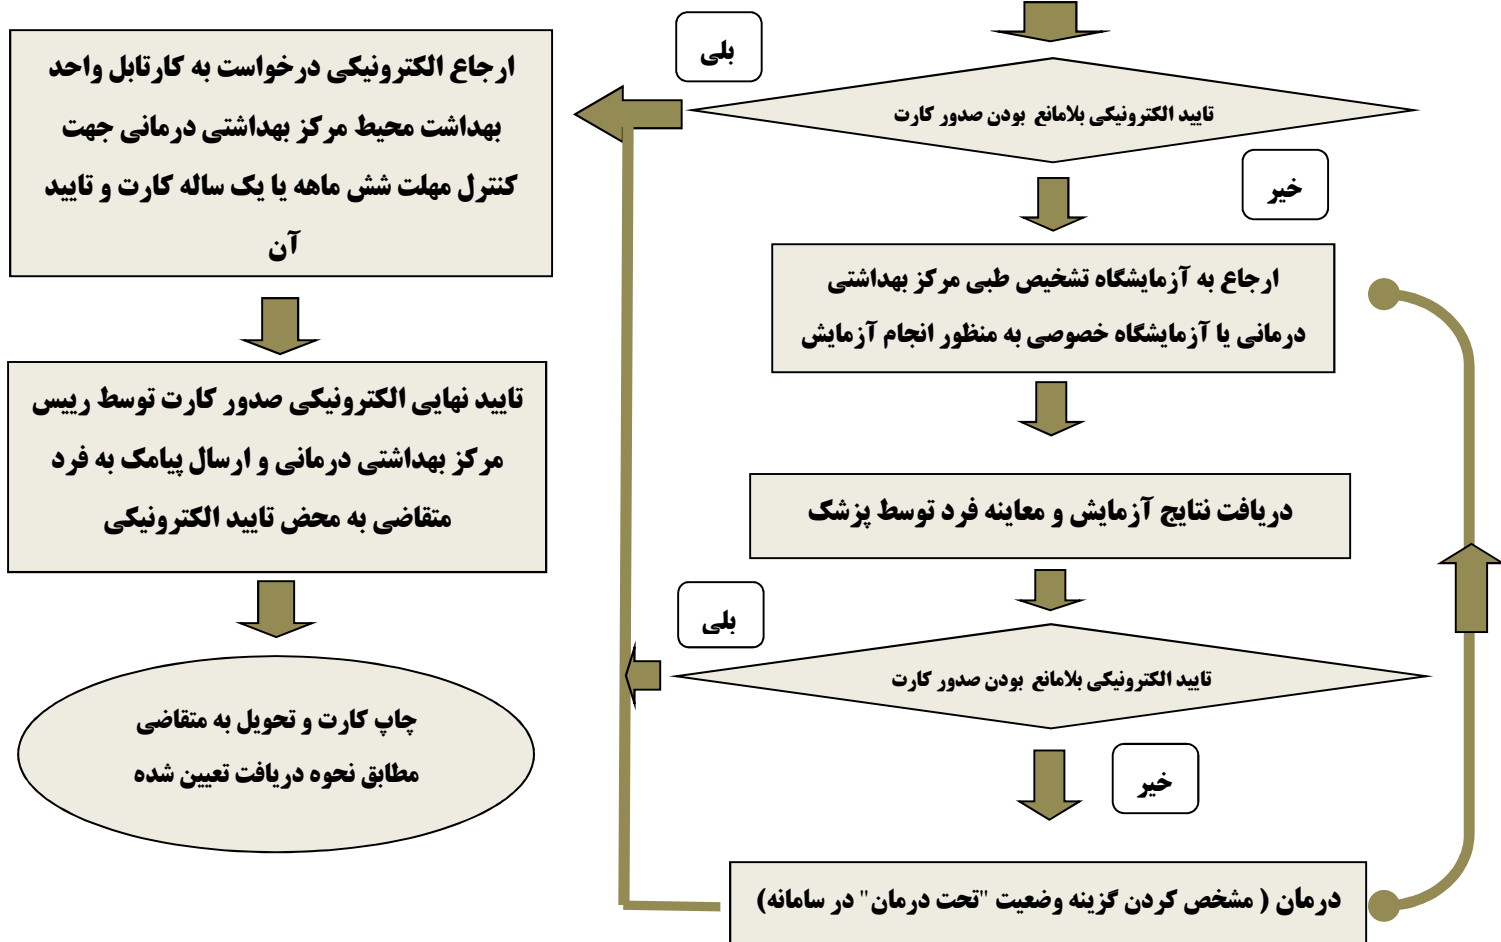 بلی
تایید الکترونیکی بلامانع بودن صدور کارت
خیر
ارجاع به آزمایشگاه تشخیص طبی مرکز بهداشتی
درمانی یا آزمایشگاه خصوصی به منظور انجام آزمایش
دریافت نتایج آزمایش و معاینه فرد توسط پزشک
بلی
تایید الکترونیکی بلامانع بودن صدور کارت
خیر
درمان ( مشخص کردن گزینه وضعیت "تحت درمان" در سامانه)
ارجاع الکترونیکی درخواست به کارتابل واحد
بهداشت محیط مرکز بهداشتی درمانی جهت
کنترل مهلت شش ماهه یا یک ساله کارت و تایید
آن
تایید نهایی الکترونیکی صدور کارت توسط رییس
مرکز بهداشتی درمانی و ارسال پیامک به فرد
متقاضی به محض تایید الکترونیکی
چاپ کارت و تحویل به متقاضی
مطابق نحوه دریافت تعیین شده